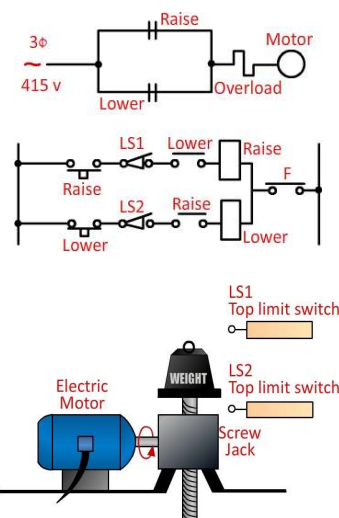 Raise
3Φ
~
415 v
Motor
Lower
Overload
LS1
Lower
Raise
Raise
F
LS2
Raise
Lower
Lower
LS1
Top limit switch
LS2
Top limit switch
WEIGHT
Electric
Motor
Screw
Jack